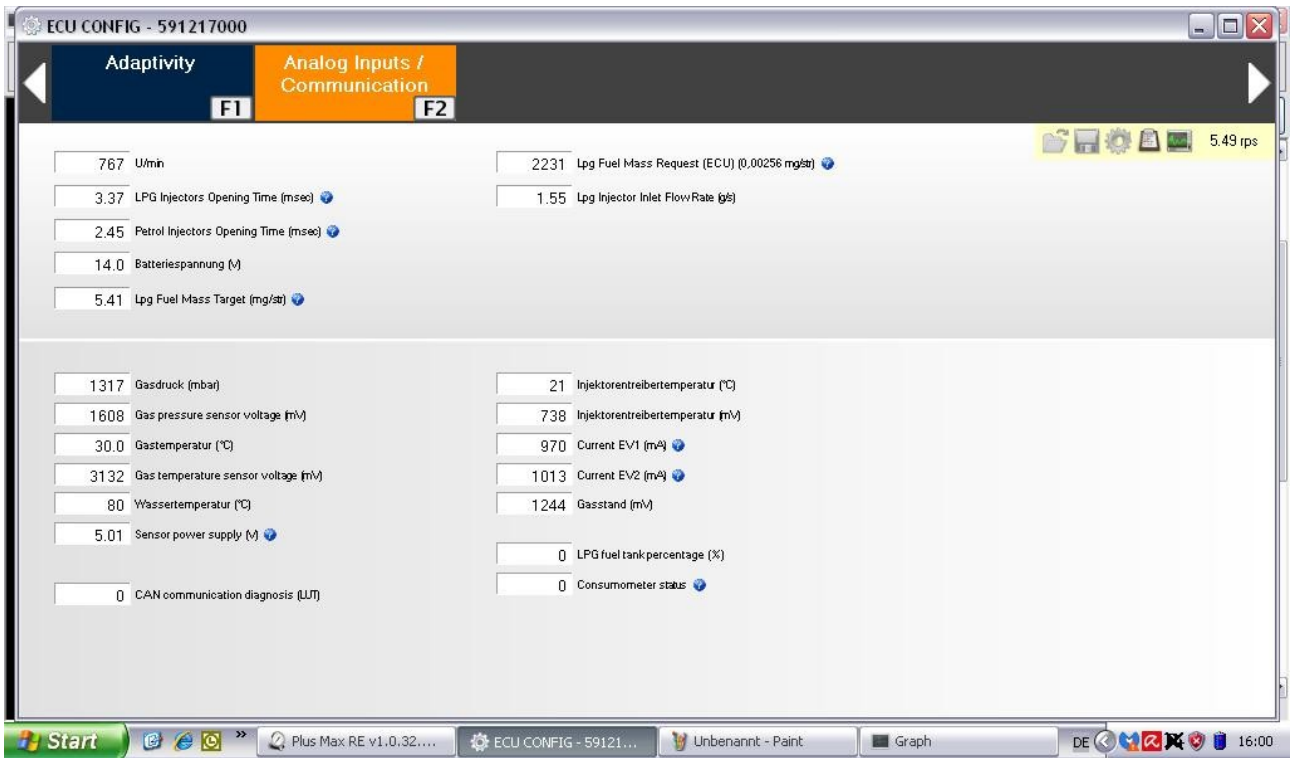 ECU CONFIG - 591217000
Adaptivity
F1
Analog Inputs /
Communication
F2
5.49 rps
767 U/min
3.37 LPG Injectors Opening Time (msec)
2.45 Petrol Injectors Opening Time (msec)
14.0 Batteriespannung (V)
5.41 Lpg Fuel Mass Target (mg/str)
2231 Lpg Fuel Mass Request (ECU) (0,00256 mg/str)
1.55 Lpg Injector Inlet Flow Rate (g/s)
1317 Gasdruck (mbar)
1608 Gas pressure sensor voltage (mV)
30.0 Gastemperatur (°C)
3132 Gas temperature sensor voltage (mV)
80 Wassertemperatur (°C)
5.01 Sensor power supply (V)
0 CAN communication diagnosis (LUT)
21 Injektorentreibertemperatur (°C)
738 Injektorentreibertemperatur (mV)
970 Current EV1 (mA)
1013 Current EV2 (mA)
1244 Gasstand (mV)
0 LPG fuel tank percentage (%)
0 Consumometer status
Start
Plus Max RE v1.0.32....
ECU CONFIG - 59121...
Unbenannt - Paint
Graph
DE
16:00